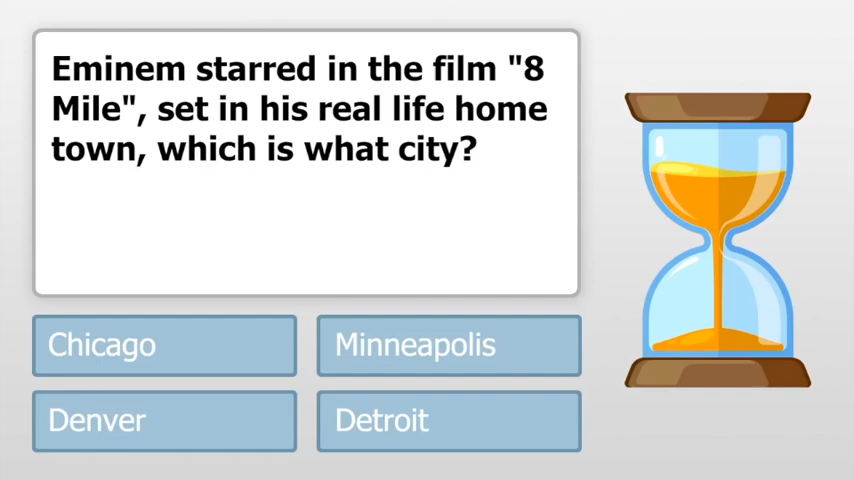 Eminem starred in the film "8
Mile", set in his real life home
town, which is what city?
Chicago
Minneapolis
Denver
Detroit